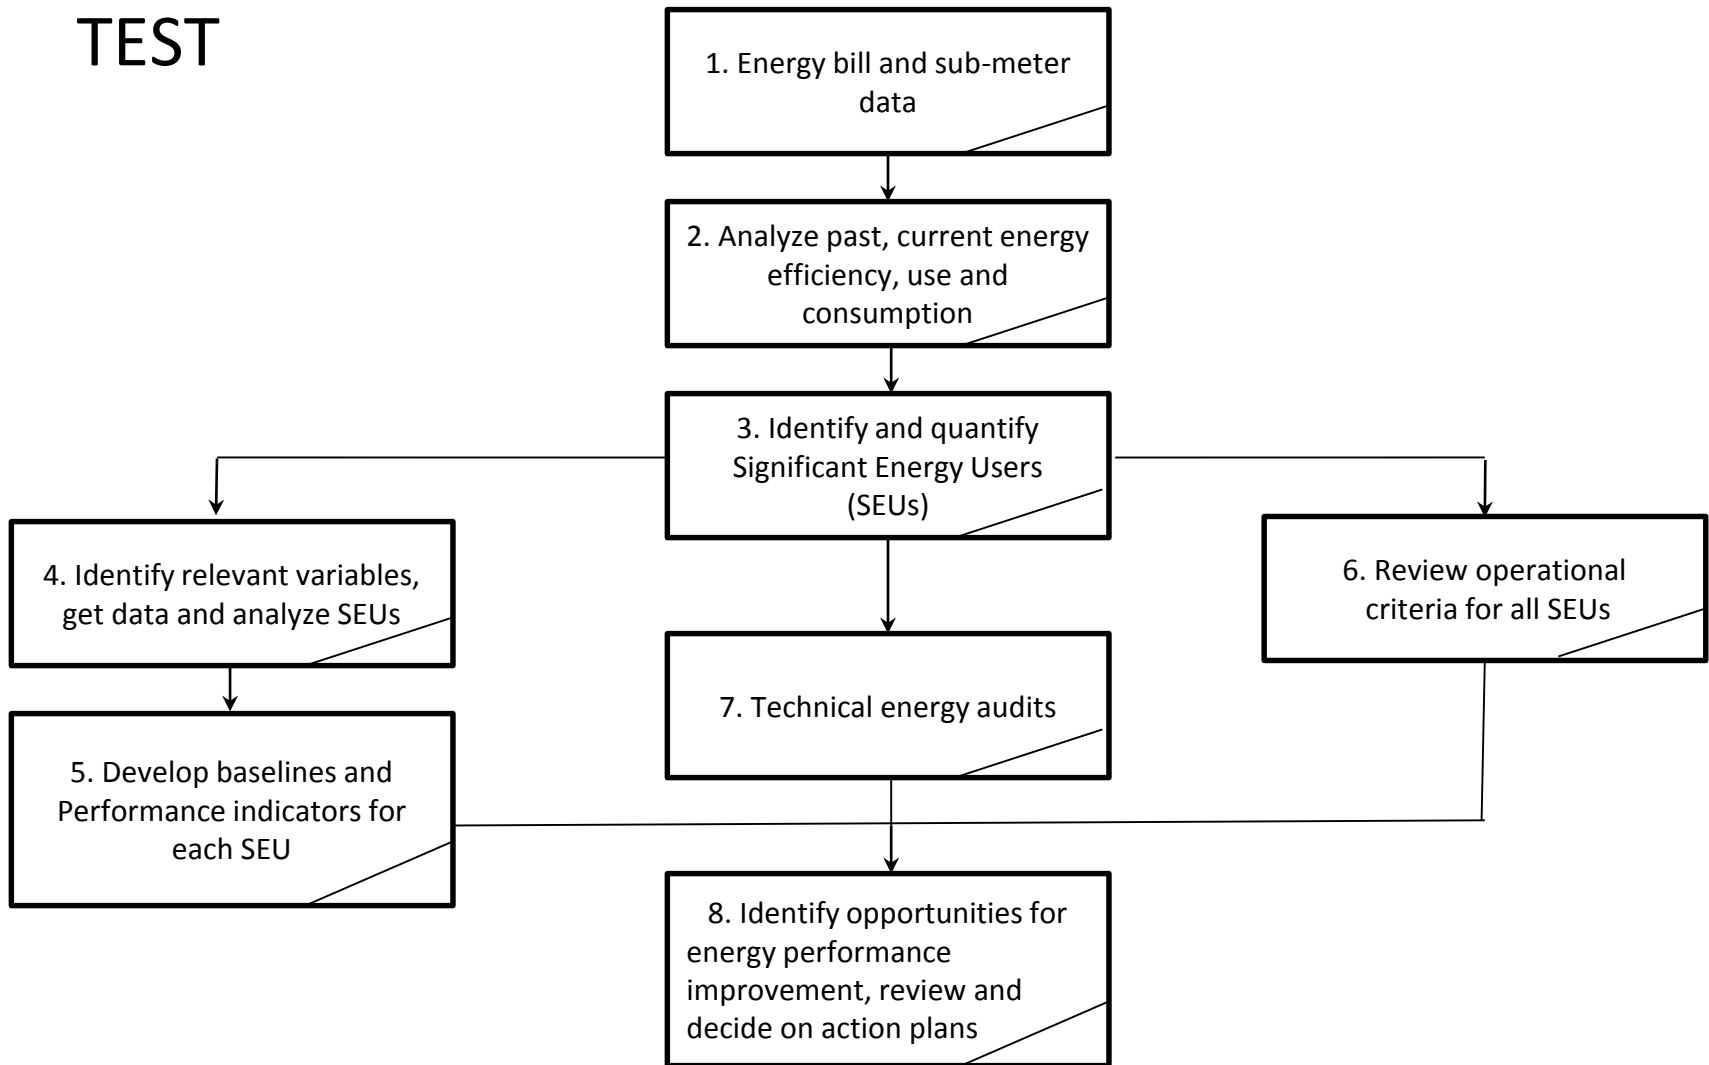 TEST
1. Energy bill and sub-meter
data
2. Analyze past, current energy
efficiency, use and
consumption
3. Identify and quantify
Significant Energy Users
(SEUs)
4. Identify relevant variables,
get data and analyze SEUs
5. Develop baselines and
Performance indicators for
each SEU
6. Review operational
criteria for all SEUs
7. Technical energy audits
8. Identify opportunities for
energy performance
improvement, review and
decide on action plans